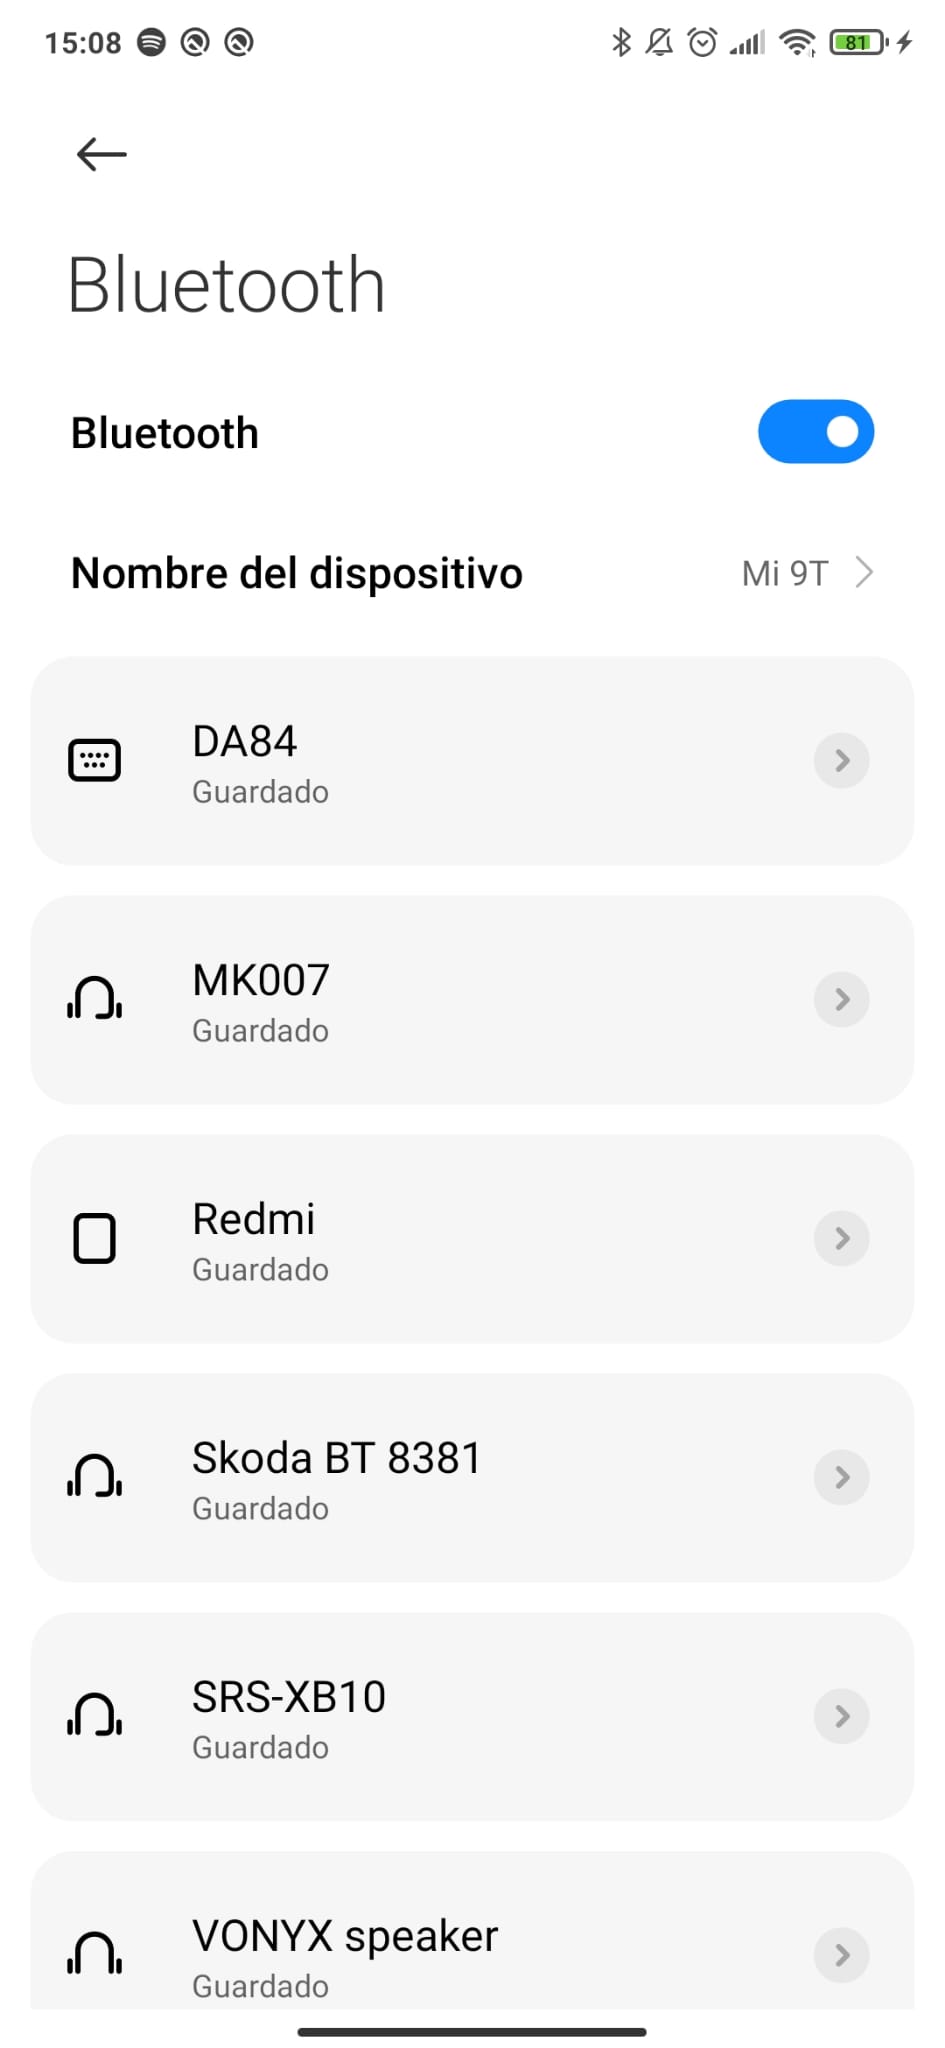 15:08
81
Bluetooth
Bluetooth
Nombre del dispositivo
Mi 9T
DA84
Guardado
MK007
Guardado
Redmi
Guardado
Skoda BT 8381
Guardado
SRS-XB10
Guardado
VONYX speaker
Guardado